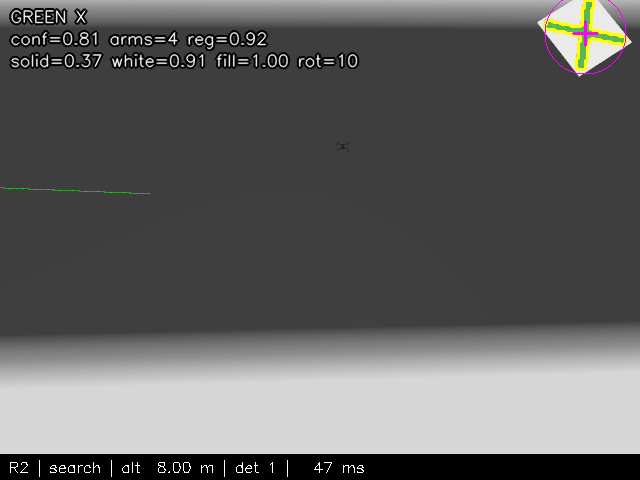 GREEN X
conf=0.81 arms=4 reg=0.92
solid=0.37 white=0.91 fill=1.00 rot=10
R2 | search | alt 8.00 m | det 1 | 47 ms